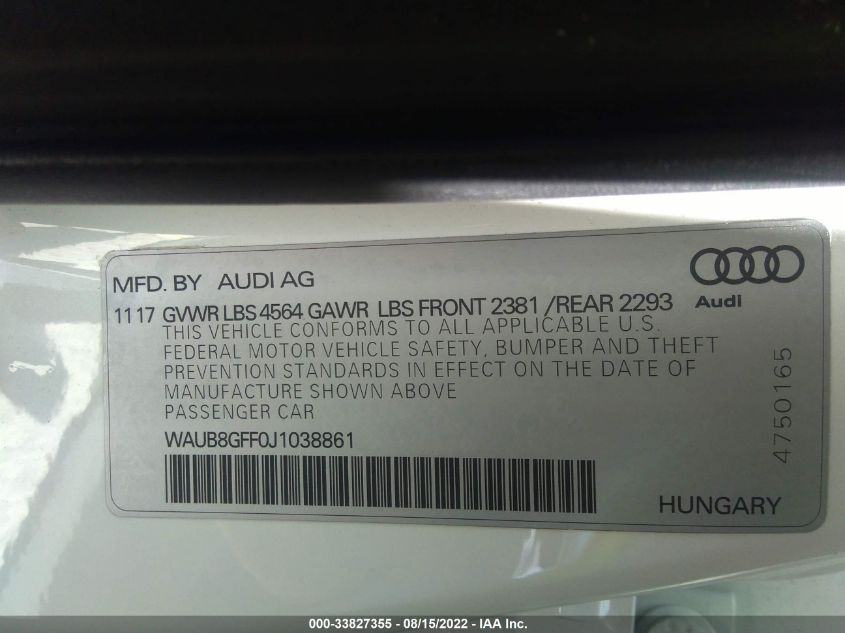 MFD. BY AUDI AG
Audi
1117 GVWR LBS 4564 GAWR LBS FRONT 2381 /REAR 2293
THIS VEHICLE CONFORMS TO ALL APPLICABLE U.S.
FEDERAL MOTOR VEHICLE SAFETY, BUMPER AND THEFT
PREVENTION STANDARDS IN EFFECT ON THE DATE OF
MANUFACTURE SHOWN ABOVE
PASSENGER CAR
WAUB8GFF0J1038861
4750165
HUNGARY
000-33827355 - 08/15/2022 - IAA Inc.